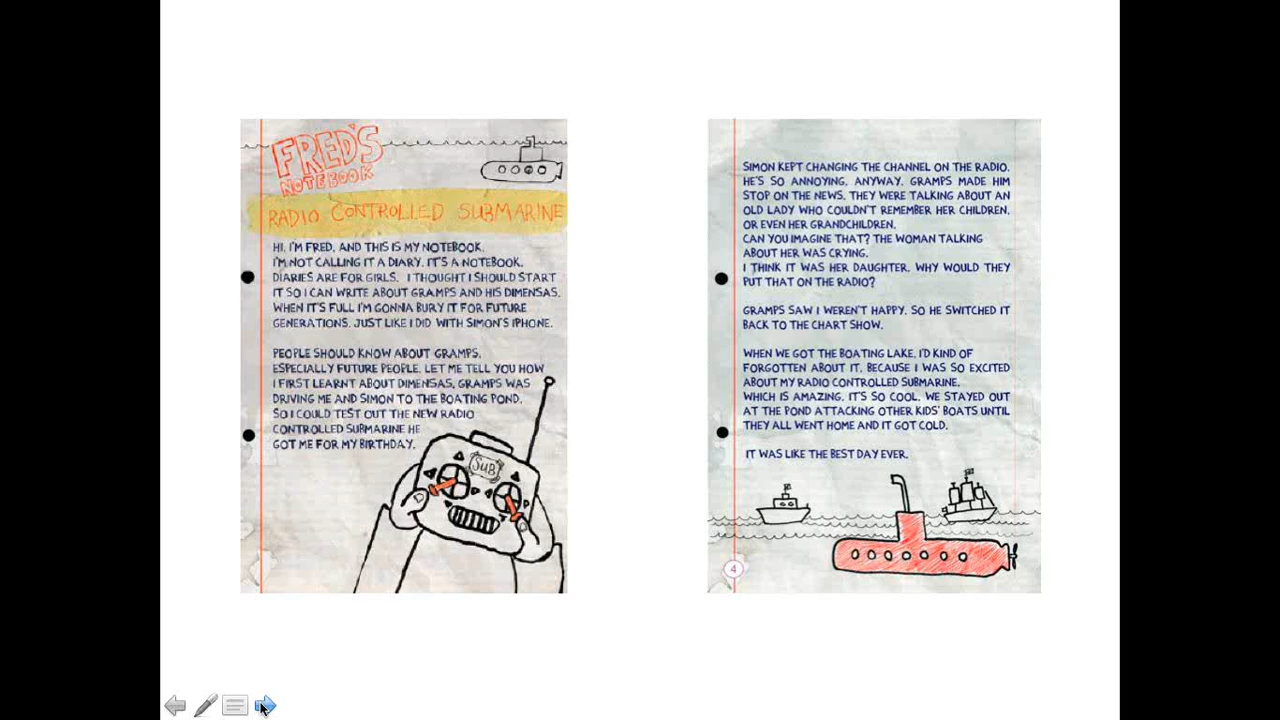 FRED'S
NOTEBOOK
RADIO CONTROLLED SUBMARINE
HI, I'M FRED, AND THIS IS MY NOTEBOOK.
I'M NOT CALLING IT A DIARY. IT'S A NOTEBOOK.
DIARIES ARE FOR GIRLS. I THOUGHT I SHOULD START
IT SO I CAN WRITE ABOUT GRAMPS AND HIS DIMENSAS.
WHEN IT'S FULL I'M GONNA BURY IT FOR FUTURE
GENERATIONS. JUST LIKE I DID WITH SIMON'S IPHONE.
PEOPLE SHOULD KNOW ABOUT GRAMPS,
ESPECIALLY FUTURE PEOPLE. LET ME TELL YOU HOW
I FIRST LEARNT ABOUT DIMENSAS, GRAMPS WAS
DRIVING ME AND SIMON TO THE BOATING POND,
SO I COULD TEST OUT THE NEW RADIO
CONTROLLED SUBMARINE HE
GOT ME FOR MY BIRTHDAY.
SUB
SIMON KEPT CHANGING THE CHANNEL ON THE RADIO.
HE'S SO ANNOYING. ANYWAY, GRAMPS MADE HIM
STOP ON THE NEWS. THEY WERE TALKING ABOUT AN
OLD LADY WHO COULDN'T REMEMBER HER CHILDREN,
OR EVEN HER GRANDCHILDREN.
CAN YOU IMAGINE THAT? THE WOMAN TALKING
ABOUT HER WAS CRYING.
I THINK IT WAS HER DAUGHTER. WHY WOULD THEY
PUT THAT ON THE RADIO?
GRAMPS SAW I WEREN'T HAPPY, SO HE SWITCHED IT
BACK TO THE CHART SHOW.
WHEN WE GOT THE BOATING LAKE, I'D KIND OF
FORGOTTEN ABOUT IT, BECAUSE I WAS SO EXCITED
ABOUT MY RADIO CONTROLLED SUBMARINE.
WHICH IS AMAZING. IT'S SO COOL. WE STAYED OUT
AT THE POND ATTACKING OTHER KIDS' BOATS UNTIL
THEY ALL WENT HOME AND IT GOT COLD.
IT WAS LIKE THE BEST DAY EVER.
4